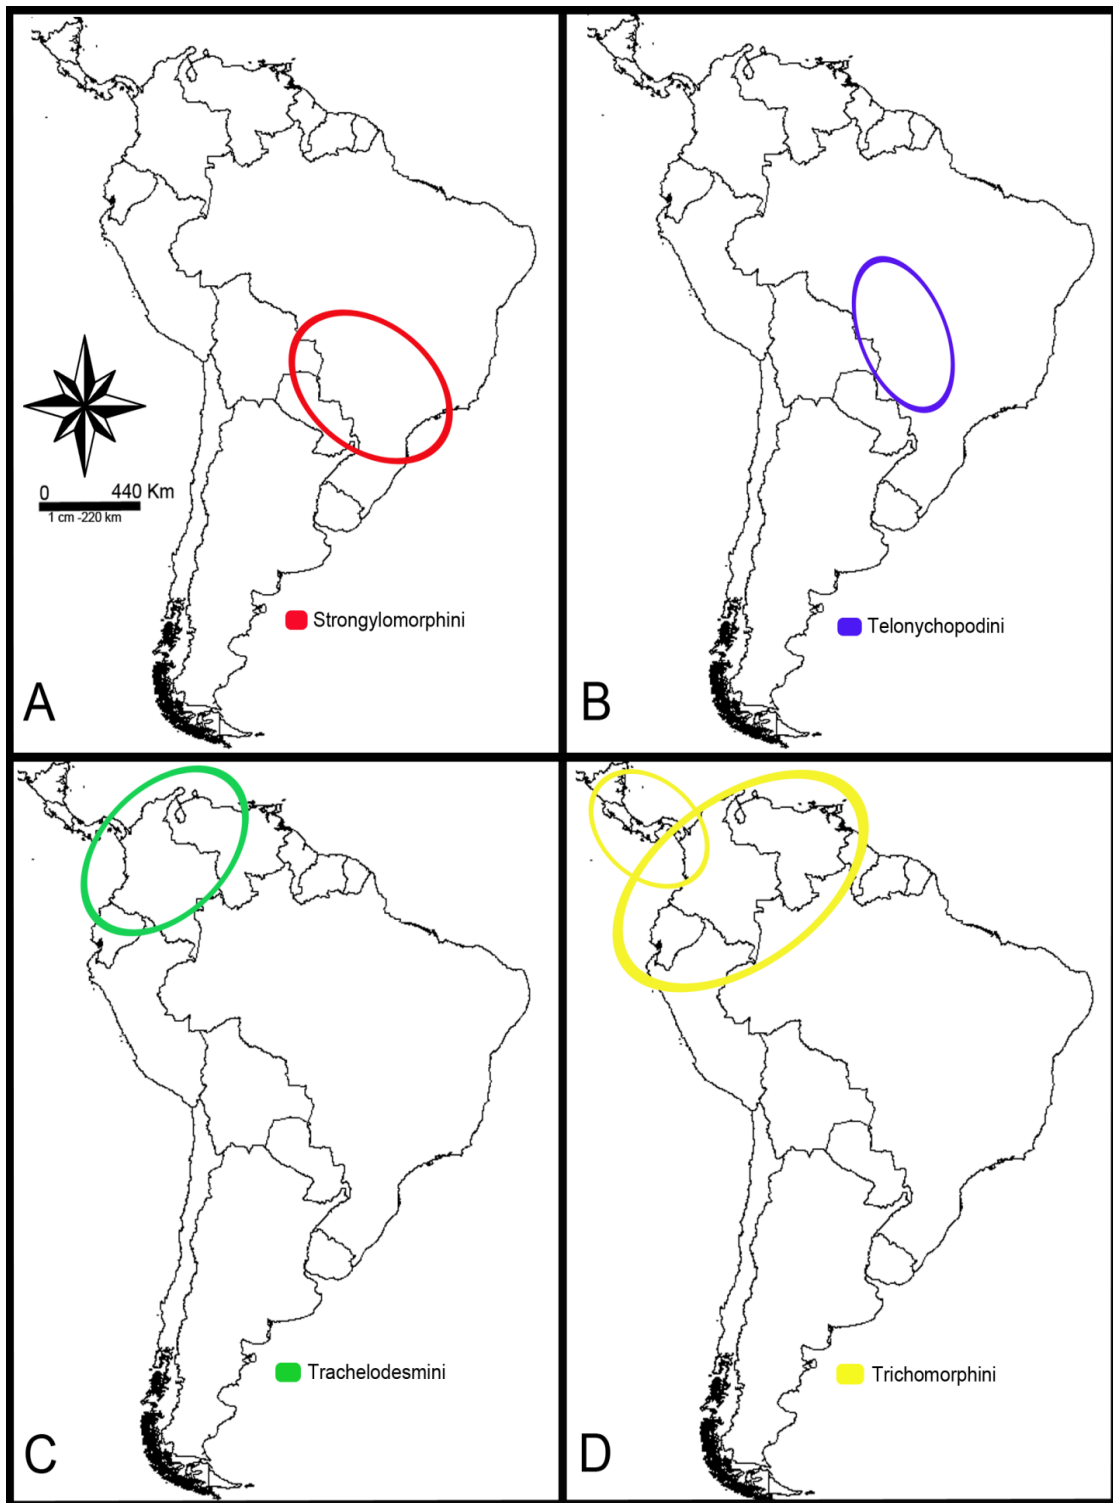 0 440 Km
1 cm -220 km
Strongylomorphini
A
Telonychopodini
B
Trachelodesmini
C
Trichomorphini
D